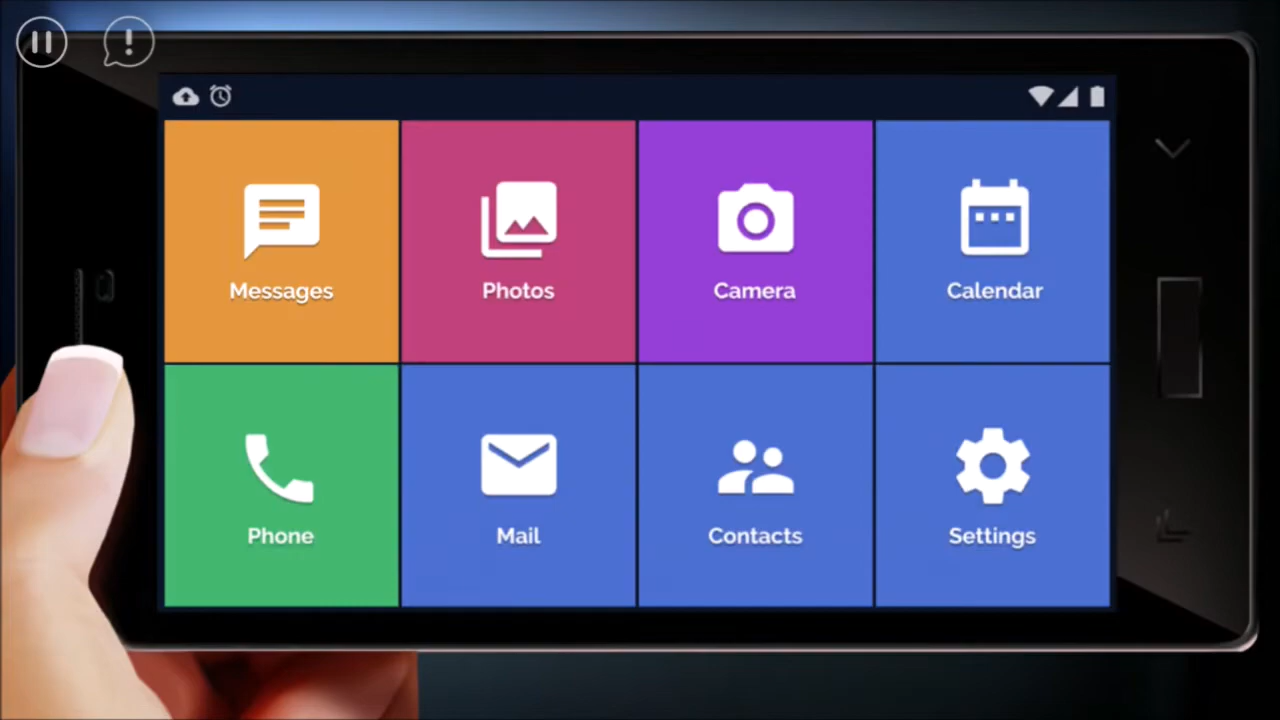 Messages
Photos
Camera
Calendar
Phone
Mail
Contacts
Settings